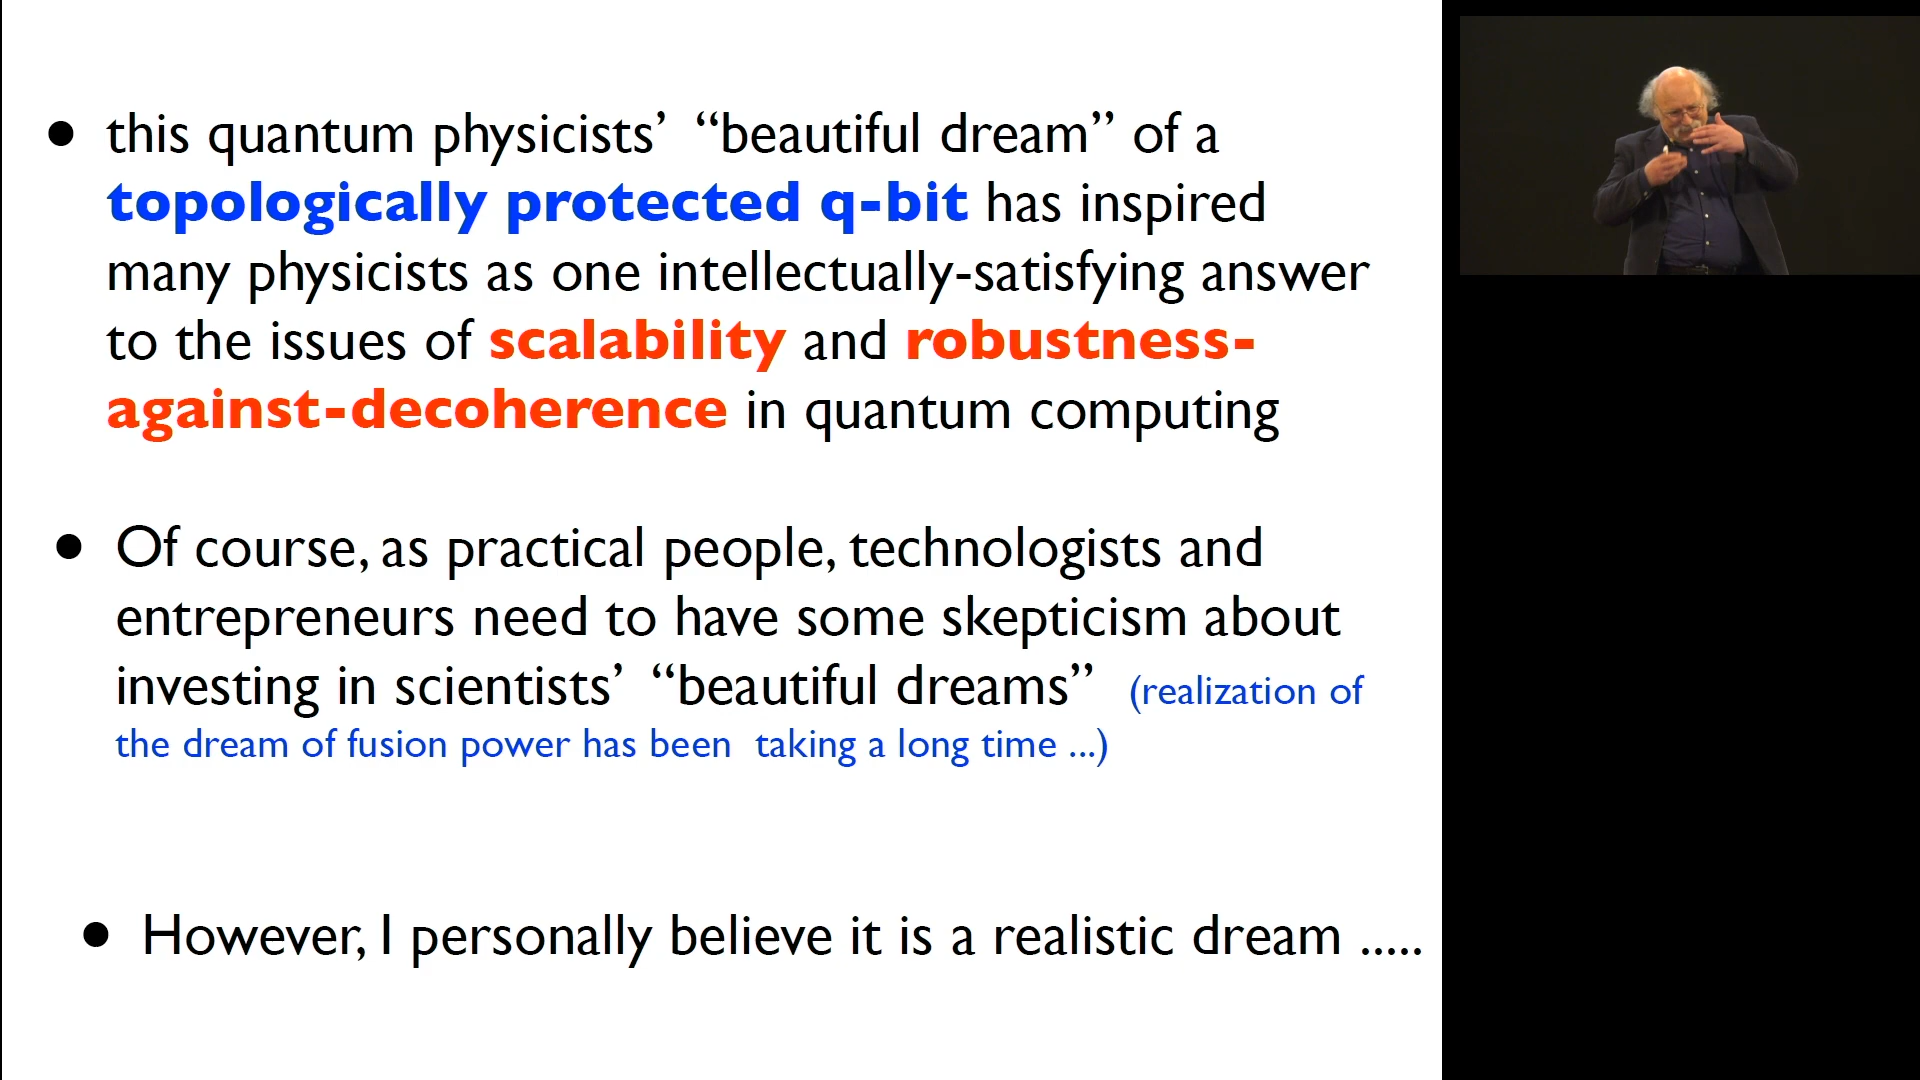 • this quantum physicists’ “beautiful dream” of a
topologically protected q-bit has inspired
many physicists as one intellectually-satisfying answer
to the issues of scalability and robustness-
against-decoherence in quantum computing
• Of course, as practical people, technologists and
entrepreneurs need to have some skepticism about
investing in scientists’ “beautiful dreams” (realization of
the dream of fusion power has been taking a long time ...)
• However, I personally believe it is a realistic dream .....